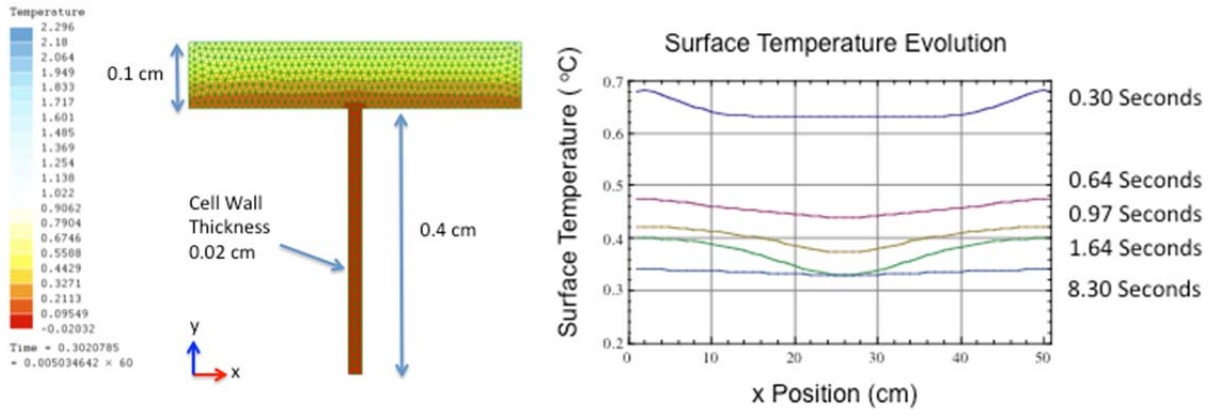 Temperature
2.296
2.18
2.064
1.949
1.833
1.717
1.601
1.485
1.369
1.254
1.138
1.022
0.9062
0.7904
0.6746
0.5588
0.4429
0.3271
0.2113
0.09549
-0.02032
Time = 0.3020785
= 0.005034642 × 60
0.1 cm
Cell Wall
Thickness
0.02 cm
0.4 cm
y
x
Surface Temperature Evolution
Surface Temperature (°C)
0.7
0.6
0.5
0.4
0.3
0.2
0 10 20 30 40 50
x Position (cm)
0.30 Seconds
0.64 Seconds
0.97 Seconds
1.64 Seconds
8.30 Seconds